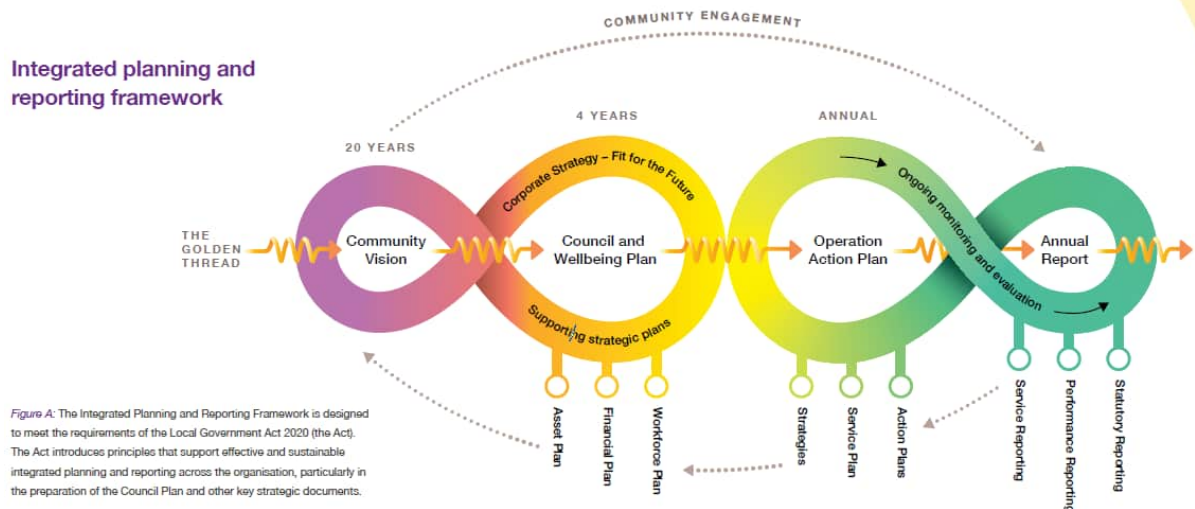 COMMUNITY ENGAGEMENT
Integrated planning and
reporting framework
20 YEARS
4 YEARS
ANNUAL
THE
GOLDEN
THREAD
Community
Vision
Corporate Strategy – Fit for the Future
Council and
Wellbeing Plan
Supporting strategic plans
Operation
Action Plan
Ongoing monitoring and evaluation
Annual
Report
Asset Plan
Financial Plan
Workforce Plan
Strategies
Service Plan
Action Plans
Service Reporting
Performance Reporting
Statutory Reporting
Figure A: The Integrated Planning and Reporting Framework is designed
to meet the requirements of the Local Government Act 2020 (the Act).
The Act introduces principles that support effective and sustainable
integrated planning and reporting across the organisation, particularly in
the preparation of the Council Plan and other key strategic documents.